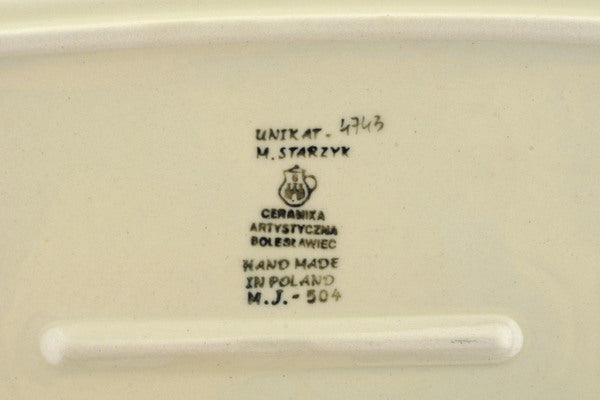 UNIKAT - 4743
M. STARZYK
CERAMIKA
ARTYSTYCZNA
BOLESŁAWIEC
HAND MADE
IN POLAND
M.J. - 504